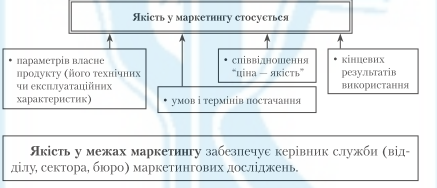 Якість у маркетингу стосується
• параметрів власне
продукту (його технічних
чи експлуатаційних
характеристик)
• умов і термінів постачання
• співвідношення
“ціна — якість”
• кінцевих
результатів
використання
Якість у межах маркетингу забезпечує керівник служби (від-
ділу, сектора, бюро) маркетингових досліджень.